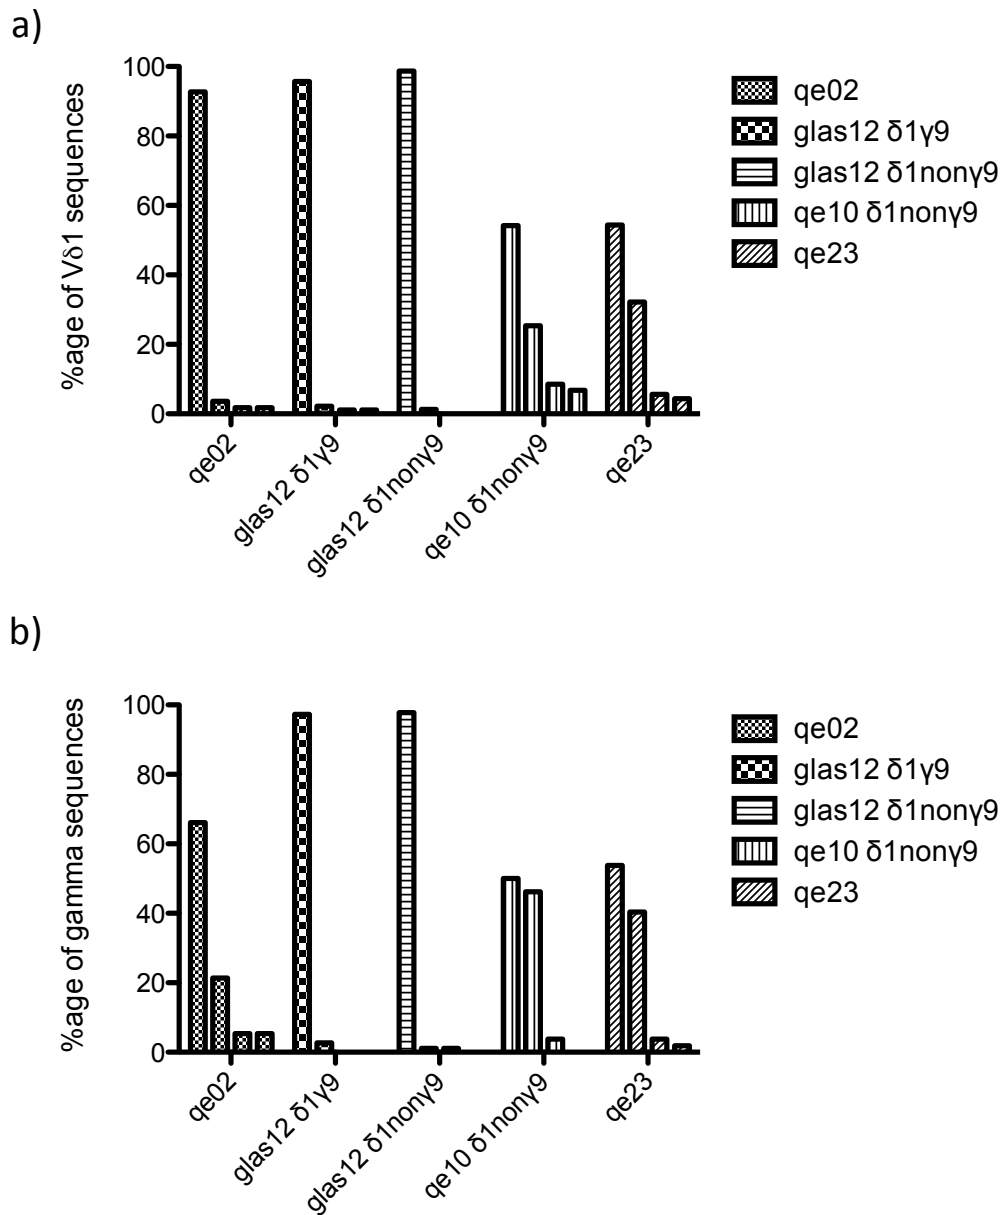 a)
%age of Vδ1 sequences
100
80
60
40
20
0
qe02
glas12 δ1γ9
glas12 δ1nonγ9
qe10 δ1nonγ9
qe23
qe02
glas12 δ1γ9
glas12 δ1nonγ9
qe10 δ1nonγ9
qe23
b)
%age of gamma sequences
100
80
60
40
20
0
qe02
glas12 δ1γ9
glas12 δ1nonγ9
qe10 δ1nonγ9
qe23
qe02
glas12 δ1γ9
glas12 δ1nonγ9
qe10 δ1nonγ9
qe23